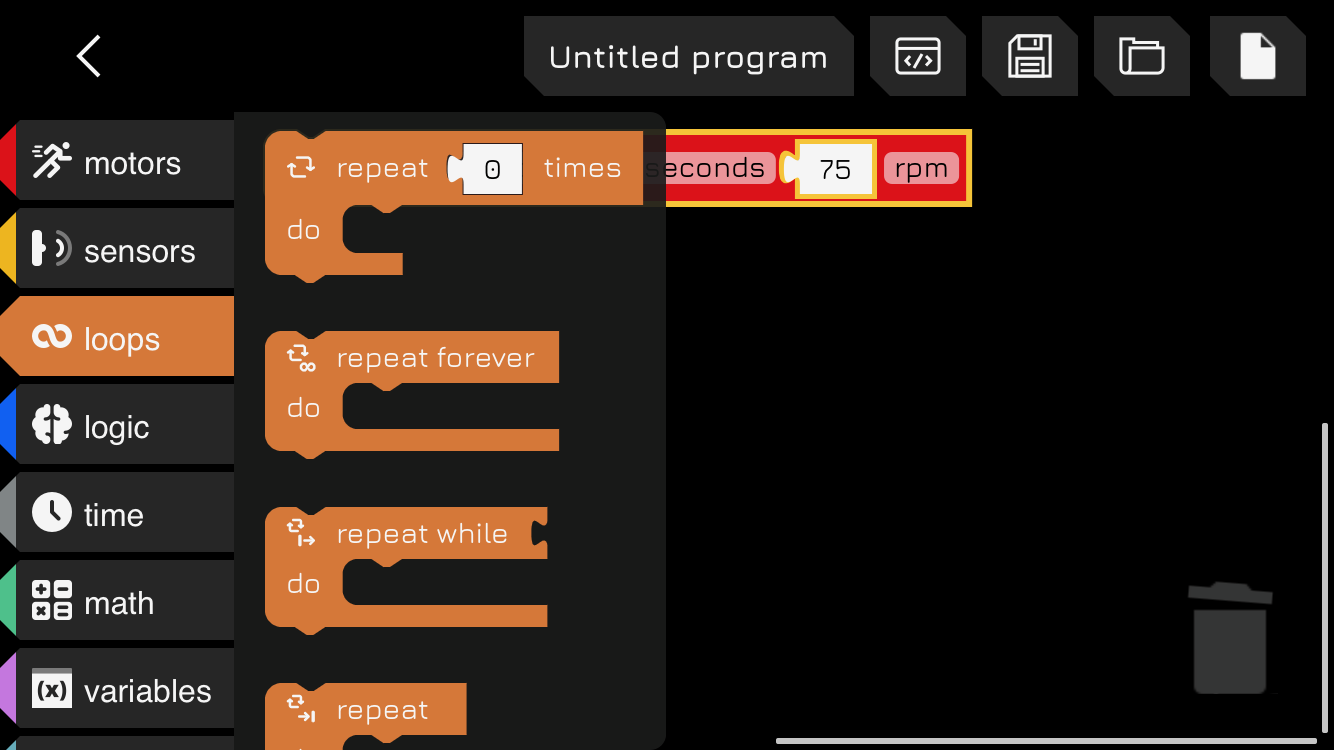 Untitled program
motors
sensors
loops
logic
time
math
variables
repeat 0 times
do
repeat forever
do
repeat while
do
repeat
seconds 75 rpm